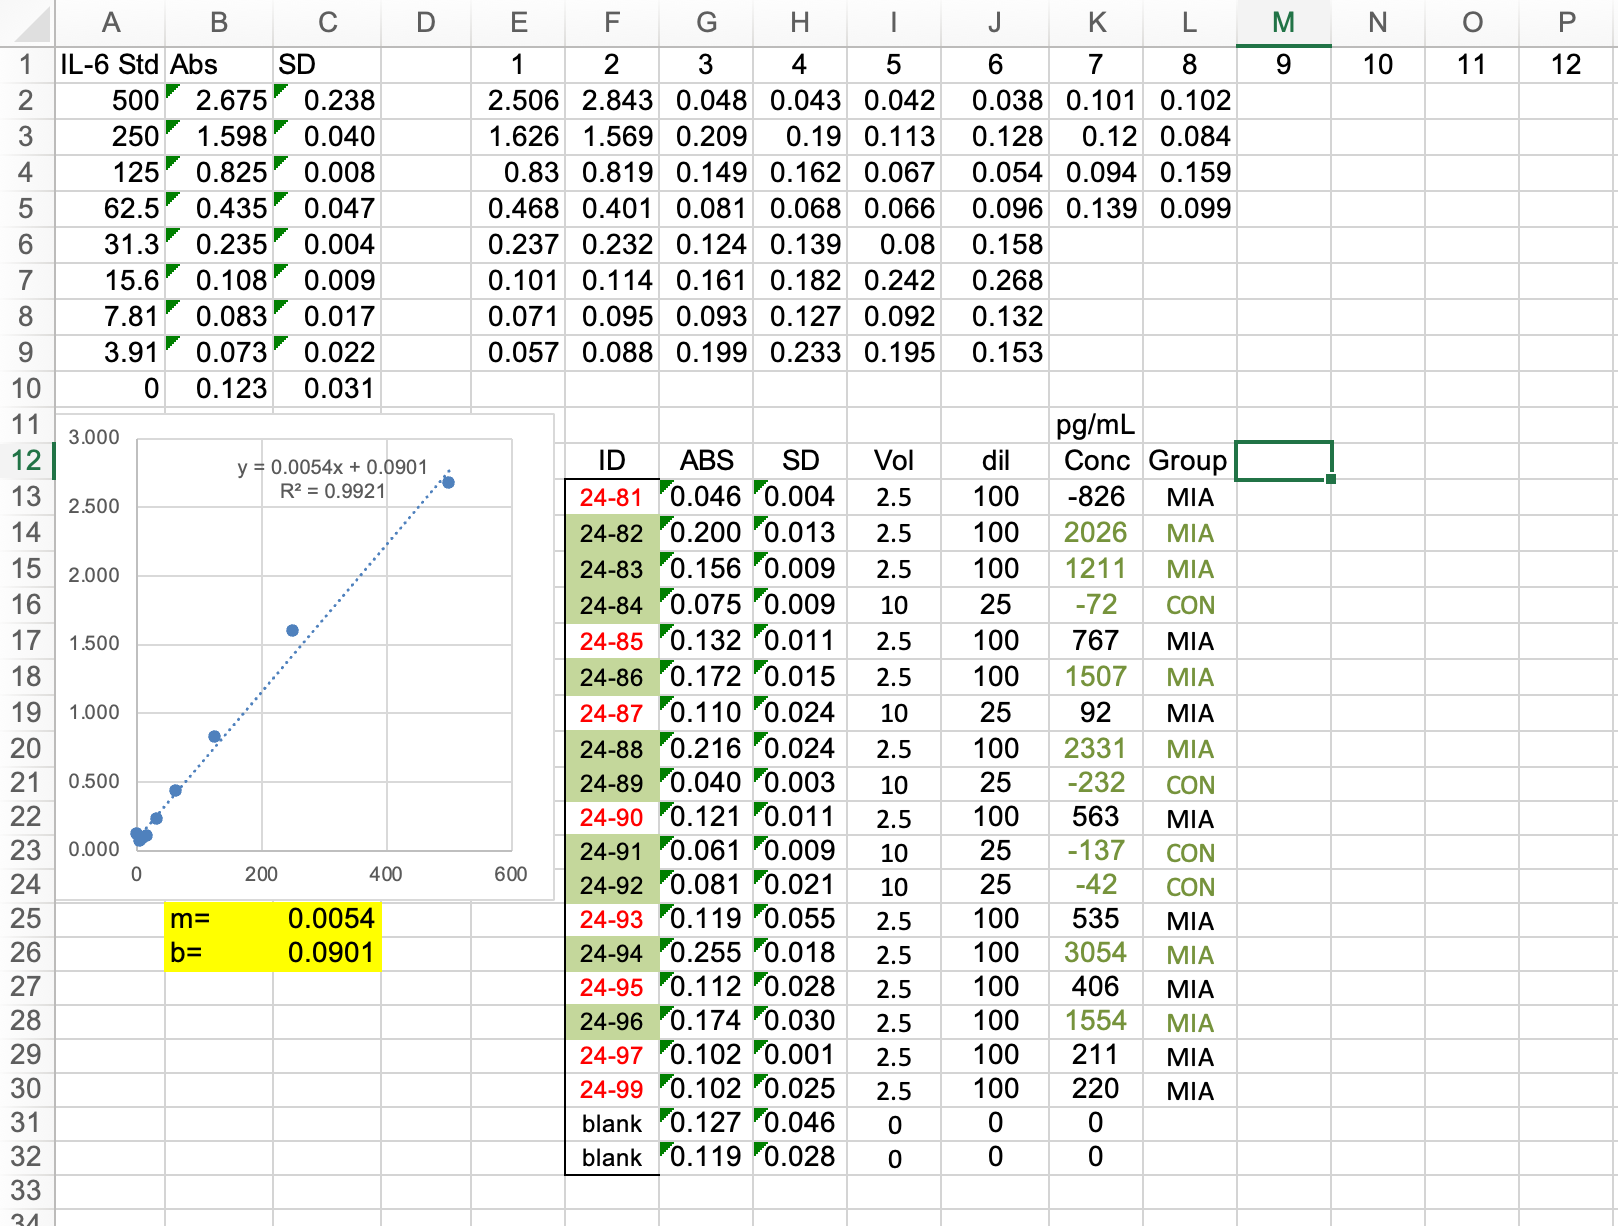 A B C D E F G H I J K L M N O P
1 IL-6 Std Abs SD 1 2 3 4 5 6 7 8 9 10 11 12
2 500 2.675 0.238 2.506 2.843 0.048 0.043 0.042 0.038 0.101 0.102
3 250 1.598 0.040 1.626 1.569 0.209 0.19 0.113 0.128 0.12 0.084
4 125 0.825 0.008 0.83 0.819 0.149 0.162 0.067 0.054 0.094 0.159
5 62.5 0.435 0.047 0.468 0.401 0.081 0.068 0.066 0.096 0.139 0.099
6 31.3 0.235 0.004 0.237 0.232 0.124 0.139 0.08 0.158
7 15.6 0.108 0.009 0.101 0.114 0.161 0.182 0.242 0.268
8 7.81 0.083 0.017 0.071 0.095 0.093 0.127 0.092 0.132
9 3.91 0.073 0.022 0.057 0.088 0.199 0.233 0.195 0.153
10 0 0.123 0.031
11 pg/mL
12 ID ABS SD Vol dil Conc Group
13 24-81 0.046 0.004 2.5 100 -826 MIA
14 24-82 0.200 0.013 2.5 100 2026 MIA
15 24-83 0.156 0.009 2.5 100 1211 MIA
16 24-84 0.075 0.009 10 25 -72 CON
17 24-85 0.132 0.011 2.5 100 767 MIA
18 24-86 0.172 0.015 2.5 100 1507 MIA
19 24-87 0.110 0.024 10 25 92 MIA
20 24-88 0.216 0.024 2.5 100 2331 MIA
21 24-89 0.040 0.003 10 25 -232 CON
22 24-90 0.121 0.011 2.5 100 563 MIA
23 24-91 0.061 0.009 10 25 -137 CON
24 24-92 0.081 0.021 10 25 -42 CON
25 m= 0.0054 24-93 0.119 0.055 2.5 100 535 MIA
26 b= 0.0901 24-94 0.255 0.018 2.5 100 3054 MIA
27 24-95 0.112 0.028 2.5 100 406 MIA
28 24-96 0.174 0.030 2.5 100 1554 MIA
29 24-97 0.102 0.001 2.5 100 211 MIA
30 24-99 0.102 0.025 2.5 100 220 MIA
31 blank 0.127 0.046 0 0 0
32 blank 0.119 0.028 0 0 0
33
34
3.000
y = 0.0054x + 0.0901
R² = 0.9921
2.500
2.000
1.500
1.000
0.500
0.000
0 200 400 600